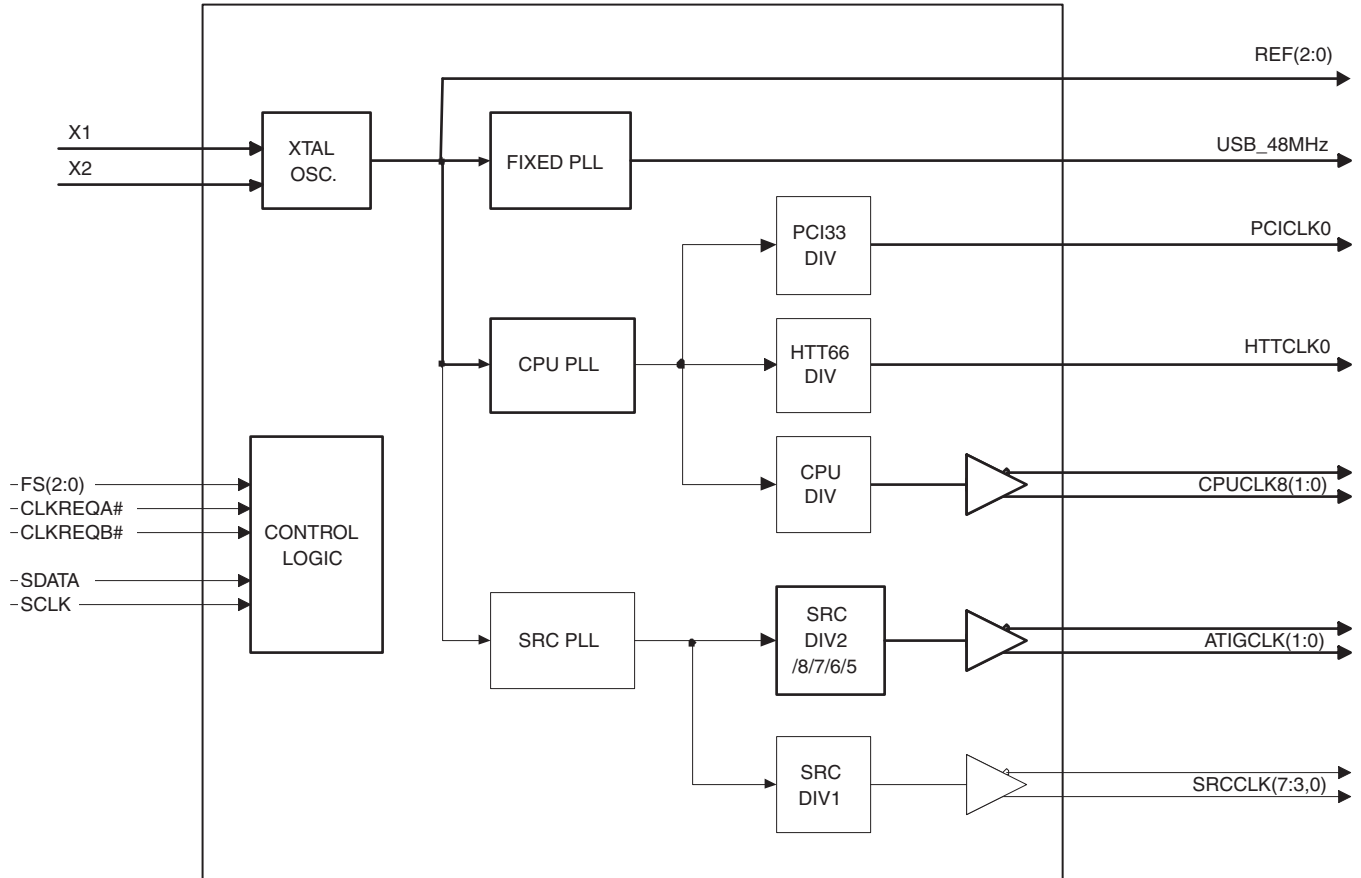 REF(2:0)
X1
X2
XTAL
OSC.
FIXED PLL
USB_48MHz
PCI33
DIV
PCICLK0
CPU PLL
HTT66
DIV
HTTCLK0
CPU
DIV
CPUCLK8(1:0)
FS(2:0)
CLKREQA#
CLKREQB#
SDATA
SCLK
CONTROL
LOGIC
SRC PLL
SRC
DIV2
/8/7/6/5
ATIGCLK(1:0)
SRC
DIV1
SRCCLK(7:3,0)